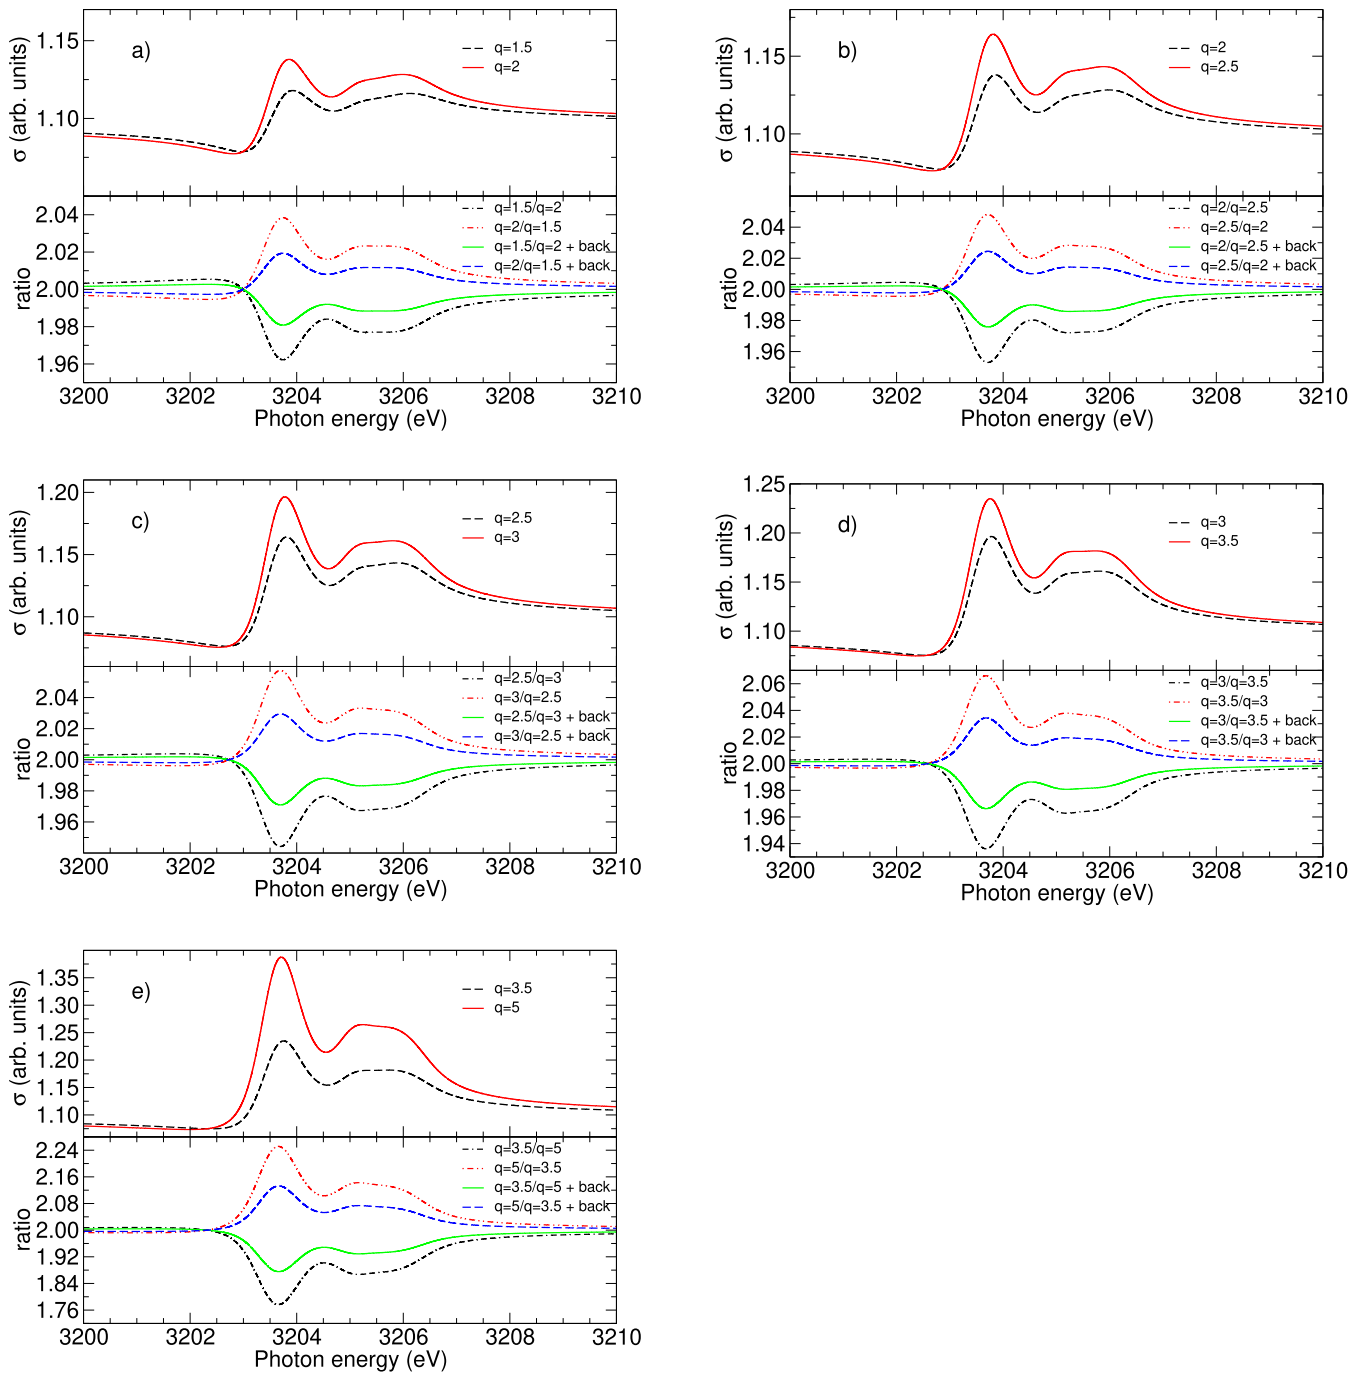 a)
q=1.5
q=2
1.15
1.10
σ (arb. units)
q=1.5/q=2
q=2/q=1.5
q=1.5/q=2 + back
q=2/q=1.5 + back
2.04
2.02
2.00
1.98
1.96
ratio
3200 3202 3204 3206 3208 3210
Photon energy (eV)
b)
q=2
q=2.5
1.15
1.10
σ (arb. units)
q=2/q=2.5
q=2.5/q=2
q=2/q=2.5 + back
q=2.5/q=2 + back
2.04
2.02
2.00
1.98
1.96
ratio
3200 3202 3204 3206 3208 3210
Photon energy (eV)
c)
q=2.5
q=3
1.20
1.15
1.10
σ (arb. units)
q=2.5/q=3
q=3/q=2.5
q=2.5/q=3 + back
q=3/q=2.5 + back
2.04
2.02
2.00
1.98
1.96
ratio
3200 3202 3204 3206 3208 3210
Photon energy (eV)
d)
q=3
q=3.5
1.25
1.20
1.15
1.10
σ (arb. units)
q=3/q=3.5
q=3.5/q=3
q=3/q=3.5 + back
q=3.5/q=3 + back
2.06
2.04
2.02
2.00
1.98
1.96
1.94
ratio
3200 3202 3204 3206 3208 3210
Photon energy (eV)
e)
q=3.5
q=5
1.35
1.30
1.25
1.20
1.15
1.10
σ (arb. units)
q=3.5/q=5
q=5/q=3.5
q=3.5/q=5 + back
q=5/q=3.5 + back
2.24
2.16
2.08
2.00
1.92
1.84
1.76
ratio
3200 3202 3204 3206 3208 3210
Photon energy (eV)